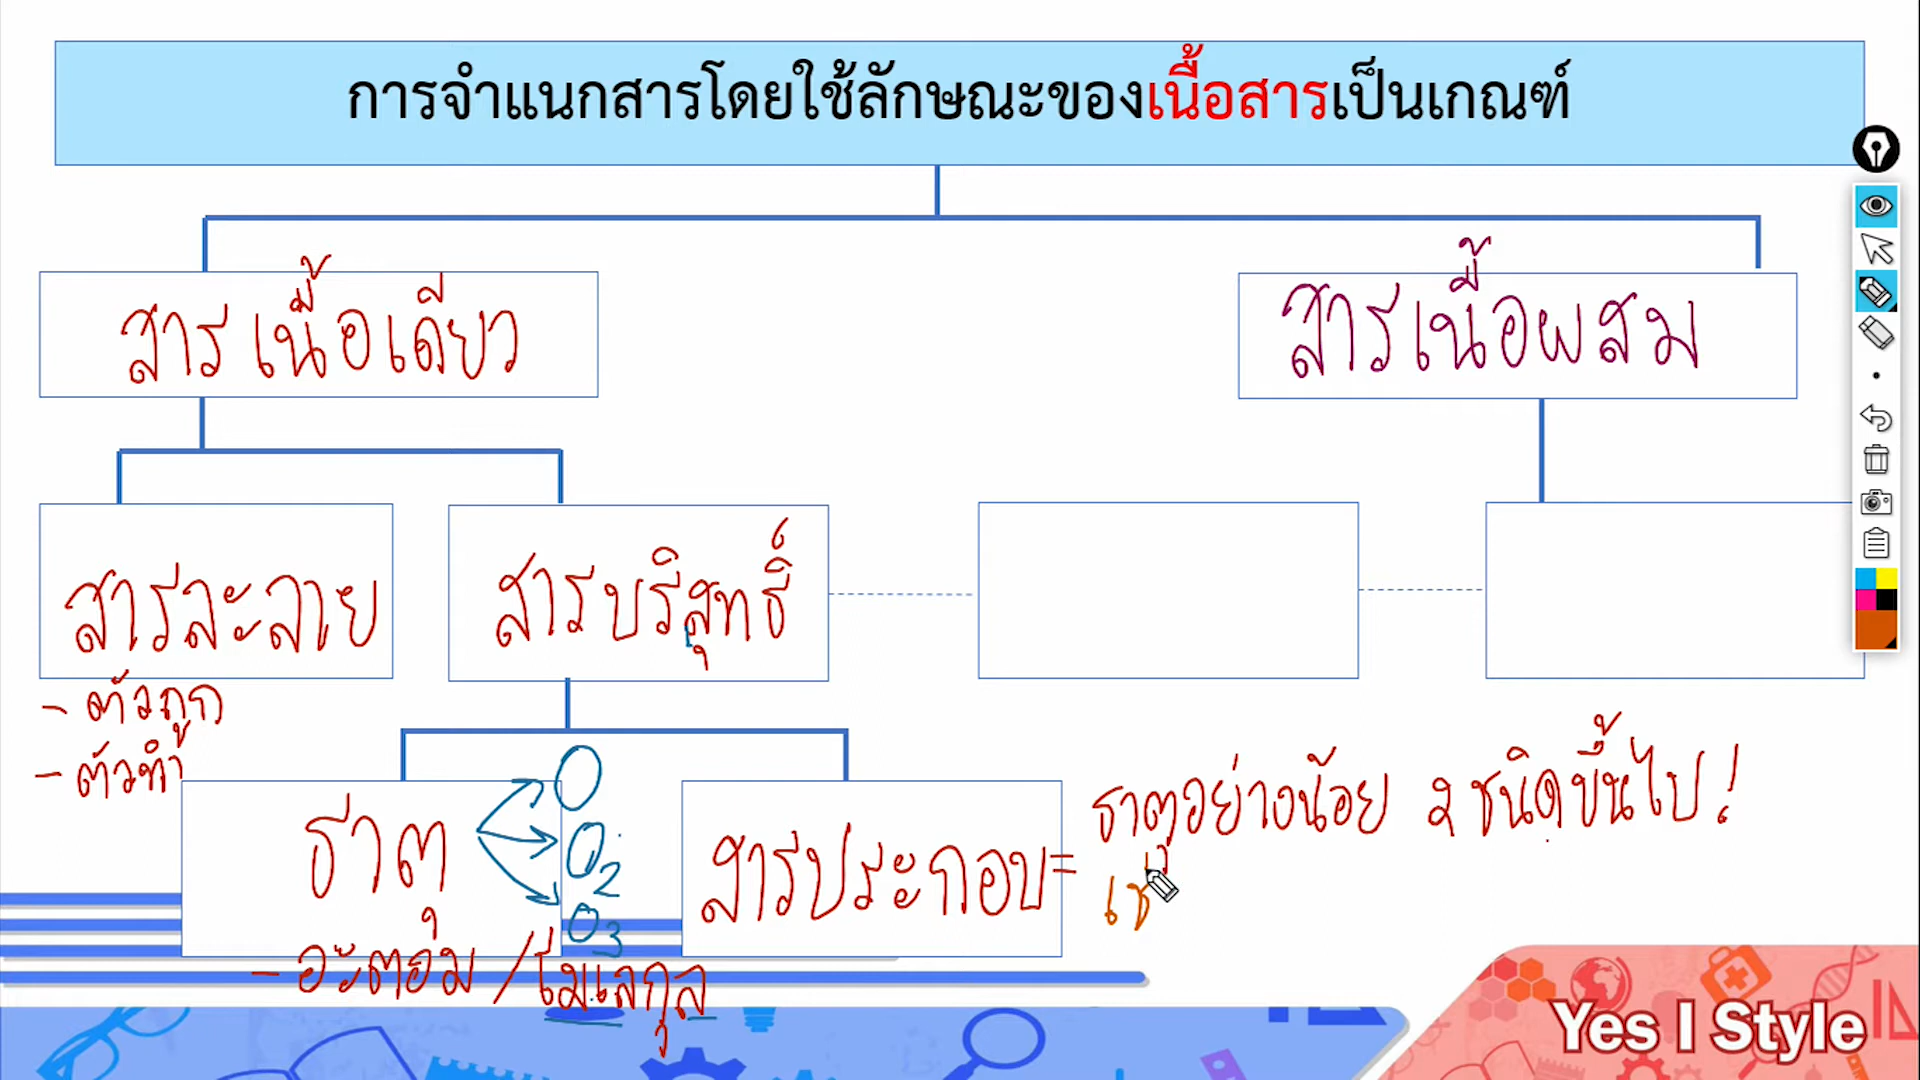 การจำแนกสารโดยใช้ลักษณะของเนื้อสารเป็นเกณฑ์
สารเนื้อเดียว
สารเนื้อผสม
สารละลาย
สารบริสุทธิ์
- ตัวถูก
- ตัวทำ
ธาตุ
O
O2
O3
สารประกอบ = ธาตุอย่างน้อย 2 ชนิดขึ้นไป!
เช่
- อะตอม / โมเลกุล
Yes I Style